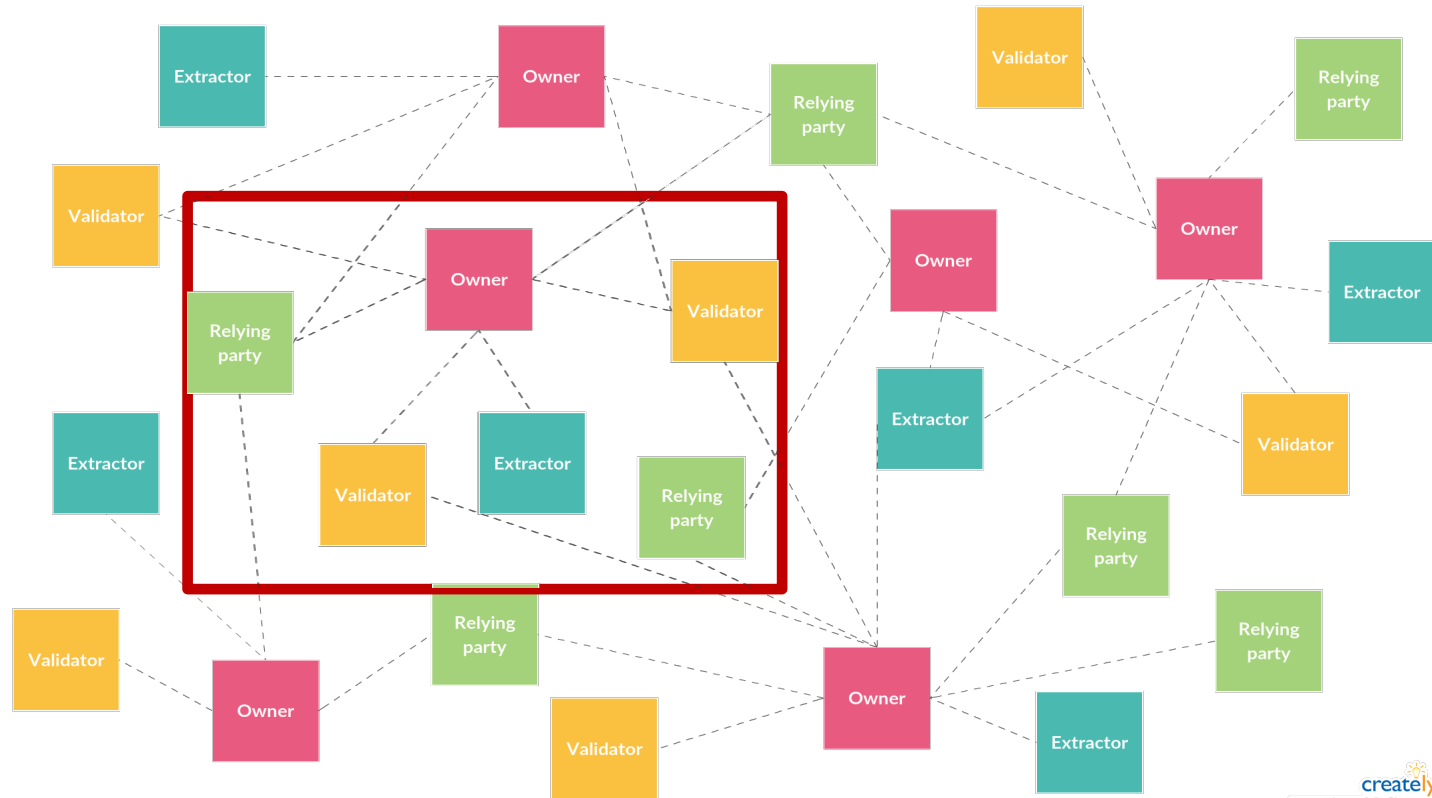 Validator
Extractor
Owner
Relying
party
Relying
party
Validator
Owner
Owner
Owner
Extractor
Validator
Relying
party
Extractor
Validator
Extractor
Extractor
Validator
Relying
party
Relying
party
Relying
party
Relying
party
Validator
Owner
Owner
Extractor
Validator
creately